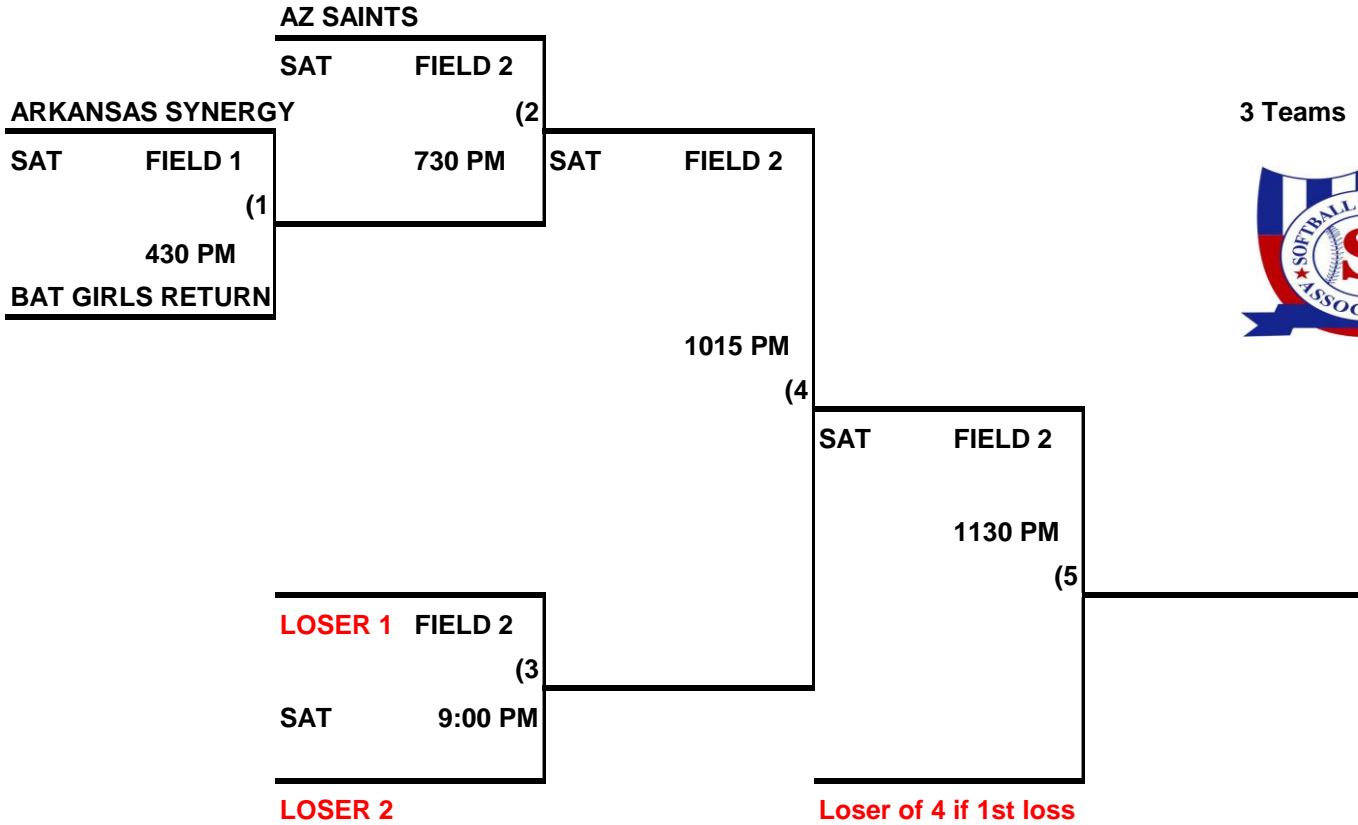 AZ SAINTS
SAT FIELD 2
ARKANSAS SYNERGY (2 3 Teams
SAT FIELD 1 730 PM SAT FIELD 2
(1
430 PM
BAT GIRLS RETURN
SOFTBALL
1015 PM
(4
SAT FIELD 2
1130 PM
(5
LOSER 1 FIELD 2
(3
SAT 9:00 PM
LOSER 2 Loser of 4 if 1st loss